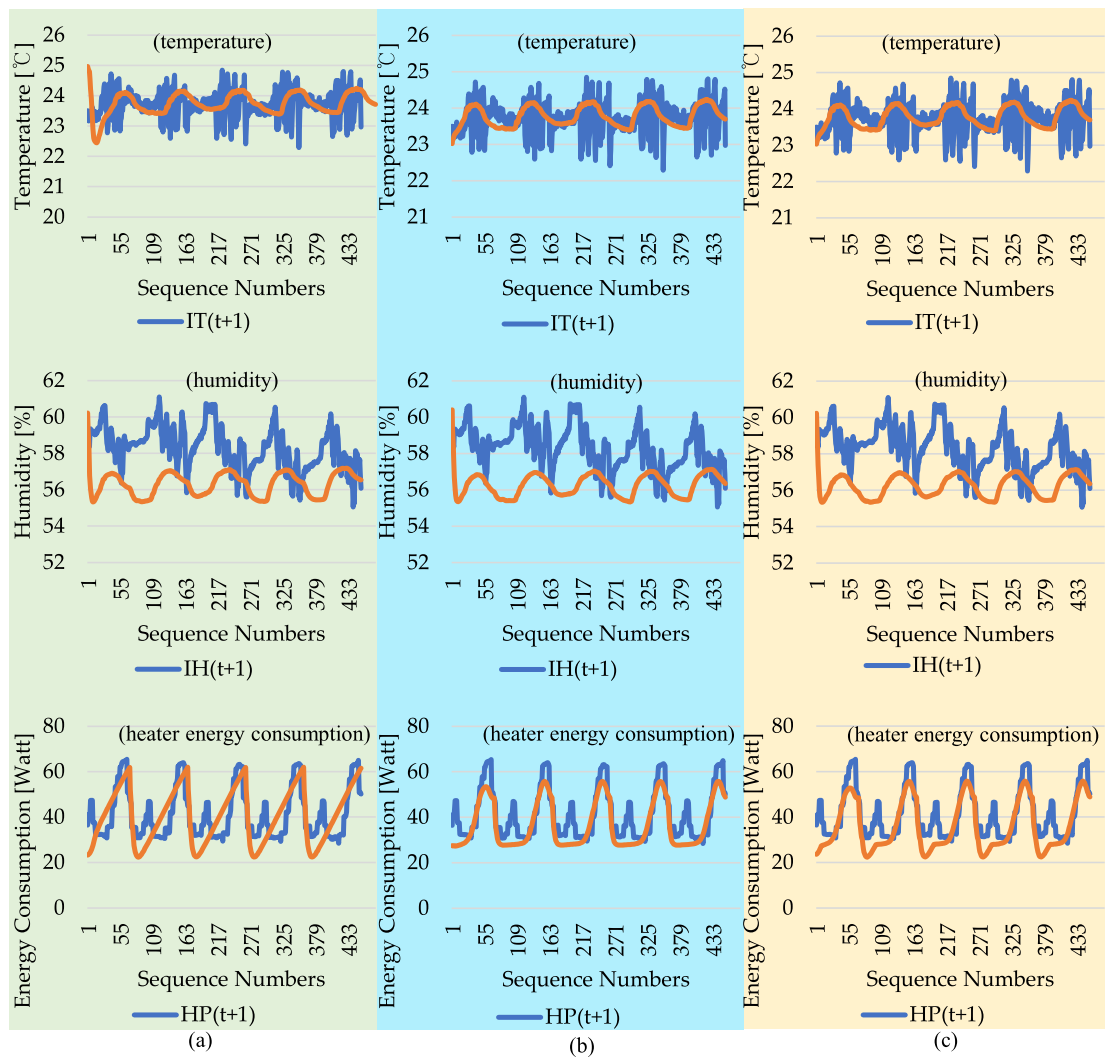 Temperature [℃]
(temperature)
26
25
24
23
22
21
20
1 55 109 163 217 271 325 379 433
Sequence Numbers
IT(t+1)
Humidity [%]
(humidity)
62
60
58
56
54
52
1 55 109 163 217 271 325 379 433
Sequence Numbers
IH(t+1)
Energy Consumption [Watt]
(heater energy consumption)
80
60
40
20
0
1 55 109 163 217 271 325 379 433
Sequence Numbers
HP(t+1)
(a)
Temperature [℃]
(temperature)
26
25
24
23
22
21
1 55 109 163 217 271 325 379 433
Sequence Numbers
IT(t+1)
Humidity [%]
(humidity)
62
60
58
56
54
52
1 55 109 163 217 271 325 379 433
Sequence Numbers
IH(t+1)
Energy Consumption [Watt]
(heater energy consumption)
80
60
40
20
0
1 55 109 163 217 271 325 379 433
Sequence Numbers
HP(t+1)
(b)
Temperature [℃]
(temperature)
26
25
24
23
22
21
1 55 109 163 217 271 325 379 433
Sequence Numbers
IT(t+1)
Humidity [%]
(humidity)
62
60
58
56
54
52
1 55 109 163 217 271 325 379 433
Sequence Numbers
IH(t+1)
Energy Consumption [Watt]
(heater energy consumption)
80
60
40
20
0
1 55 109 163 217 271 325 379 433
Sequence Numbers
HP(t+1)
(c)